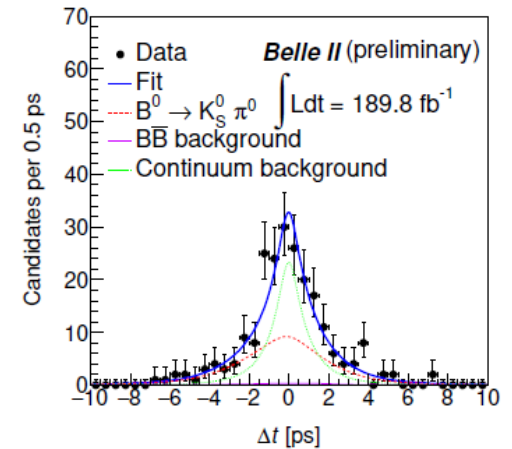 Candidates per 0.5 ps
70
60
50
40
30
20
10
0
Data
Fit
B⁰ → K_S⁰ π⁰
BB̅ background
Continuum background
Belle II (preliminary)
∫ Ldt = 189.8 fb⁻¹
−10 −8 −6 −4 −2 0 2 4 6 8 10
Δt [ps]